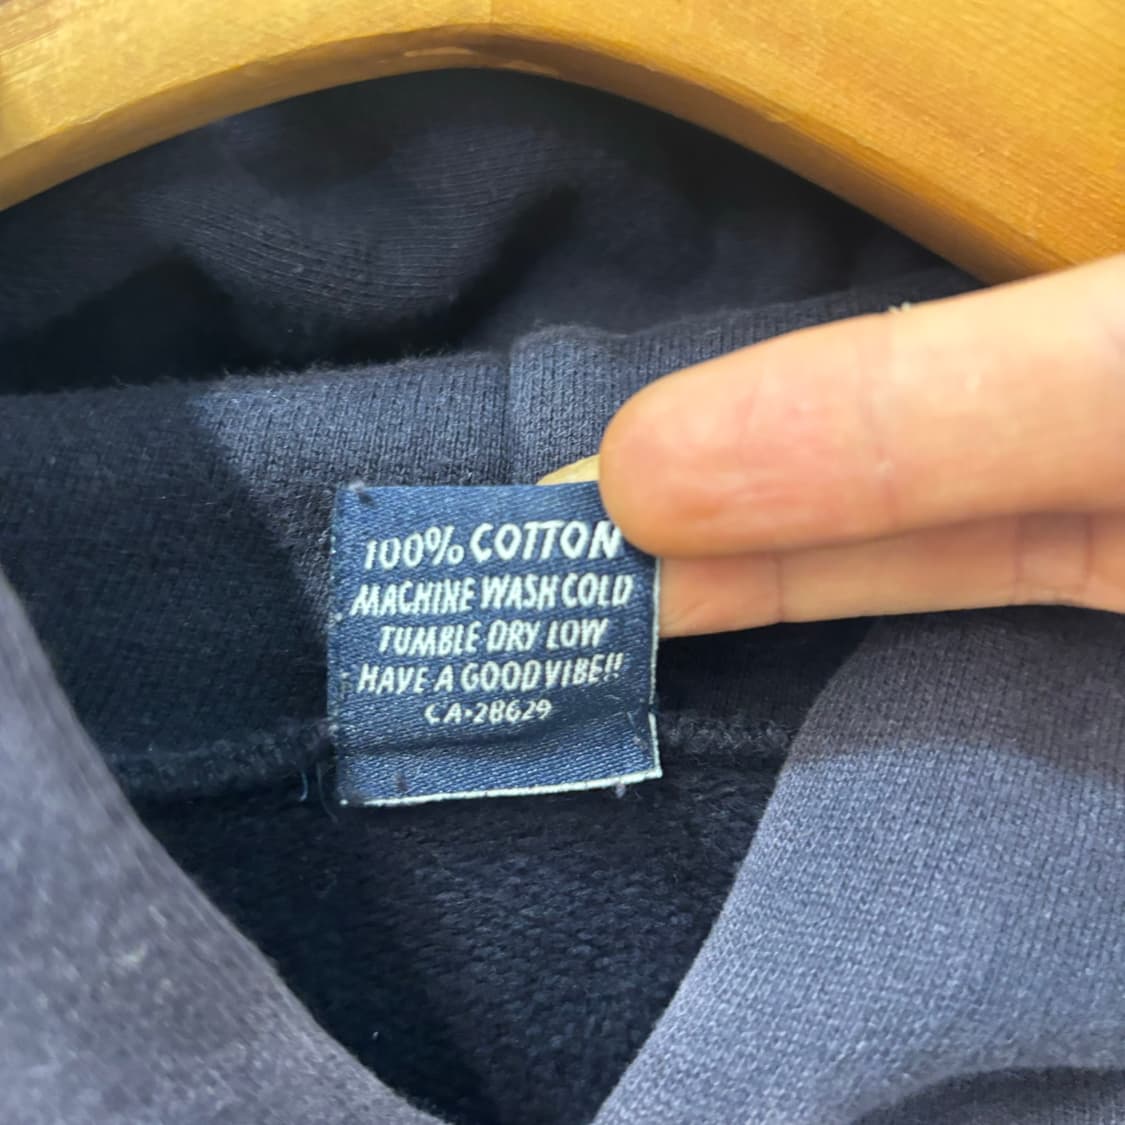 100% COTTON
MACHINE WASH COLD
TUMBLE DRY LOW
HAVE A GOOD VIBE!!
CA-28629